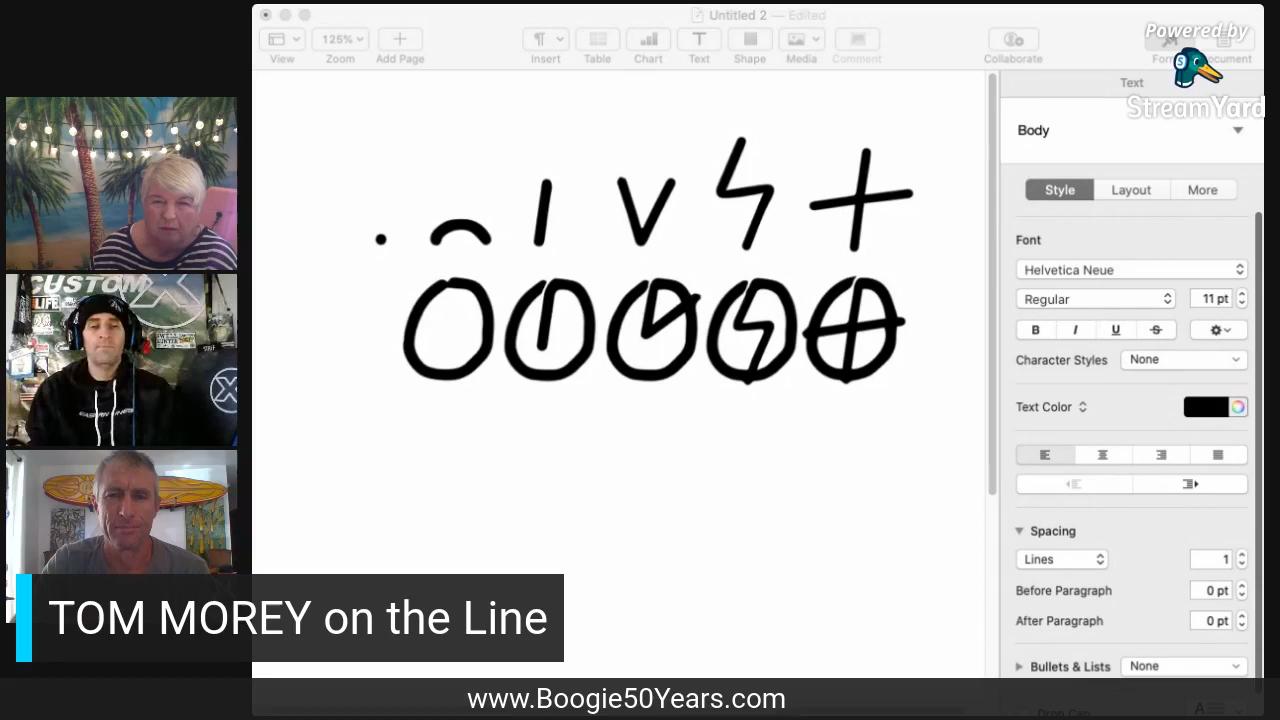 Untitled 2 — Edited
Powered by
StreamYard
View
125%
Zoom
Add Page
Insert
Table
Chart
Text
Shape
Media
Comment
Collaborate
Text
Body
Style
Layout
More
Font
Helvetica Neue
Regular
11 pt
B I U S
Character Styles
None
Text Color
Spacing
Lines
1
Before Paragraph
0 pt
After Paragraph
0 pt
Bullets & Lists
None
Drop Cap
CUSTOM X
TOM MOREY on the Line
www.Boogie50Years.com